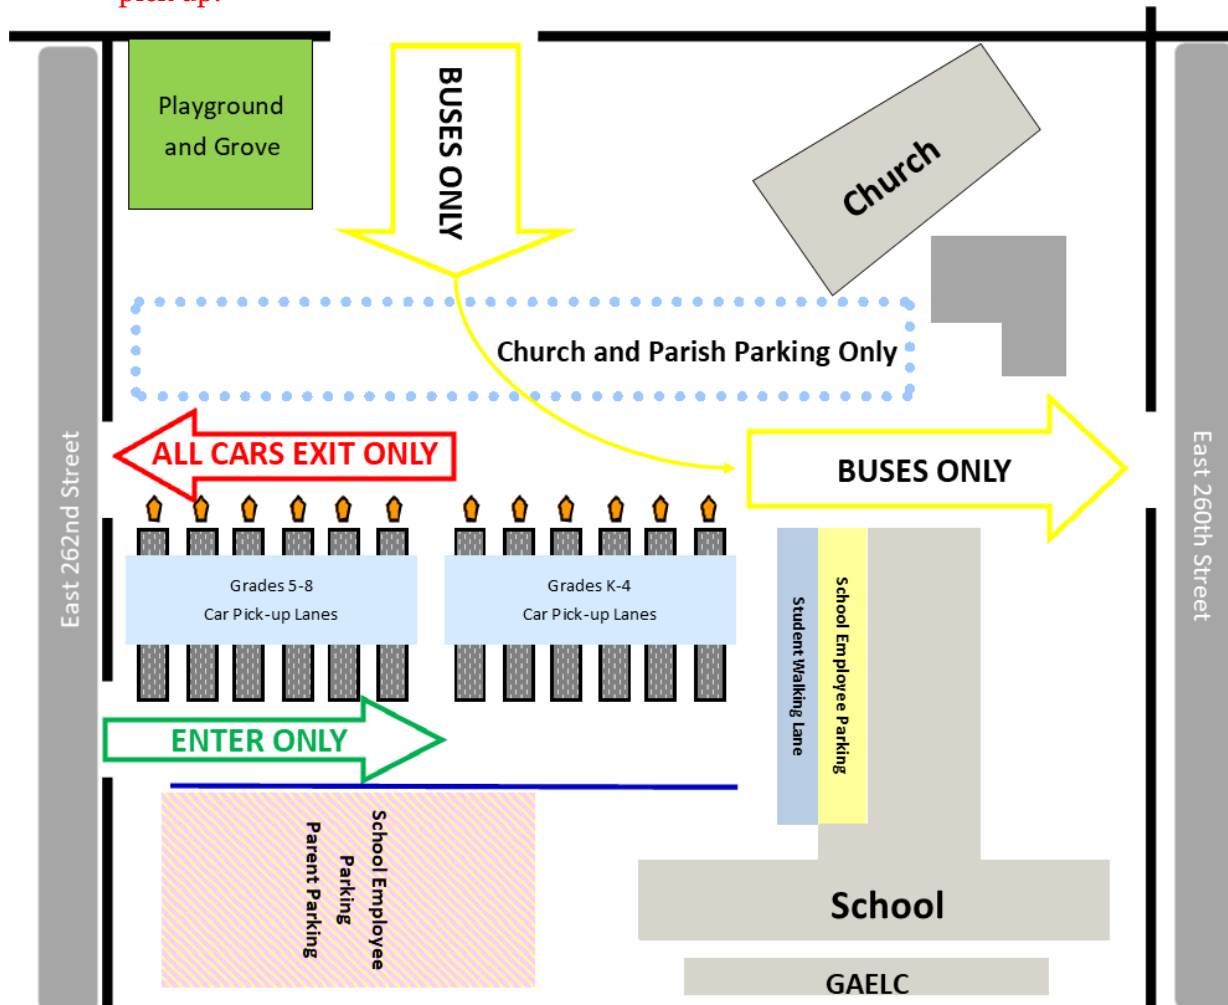 pick up.
Playground
and Grove
BUSES ONLY
Church
Church and Parish Parking Only
ALL CARS EXIT ONLY
BUSES ONLY
East 262nd Street
East 260th Street
Grades 5-8
Car Pick-up Lanes
Grades K-4
Car Pick-up Lanes
Student Walking Lane
School Employee Parking
ENTER ONLY
School Employee
Parking
Parent Parking
School
GAELC